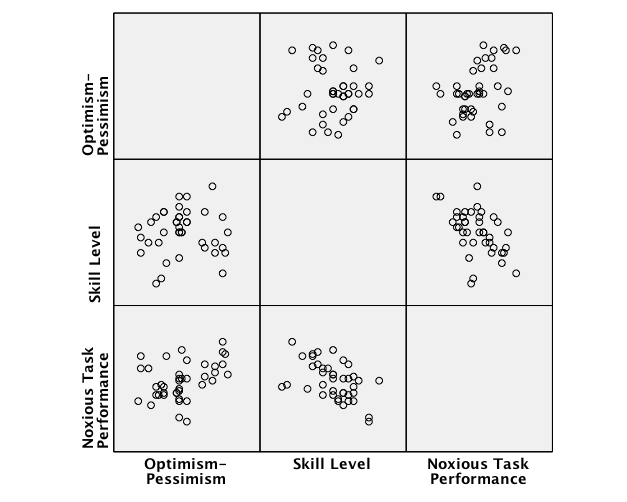 Optimism–
Pessimism
Skill Level
Noxious Task
Performance
Optimism–
Pessimism
Skill Level
Noxious Task
Performance